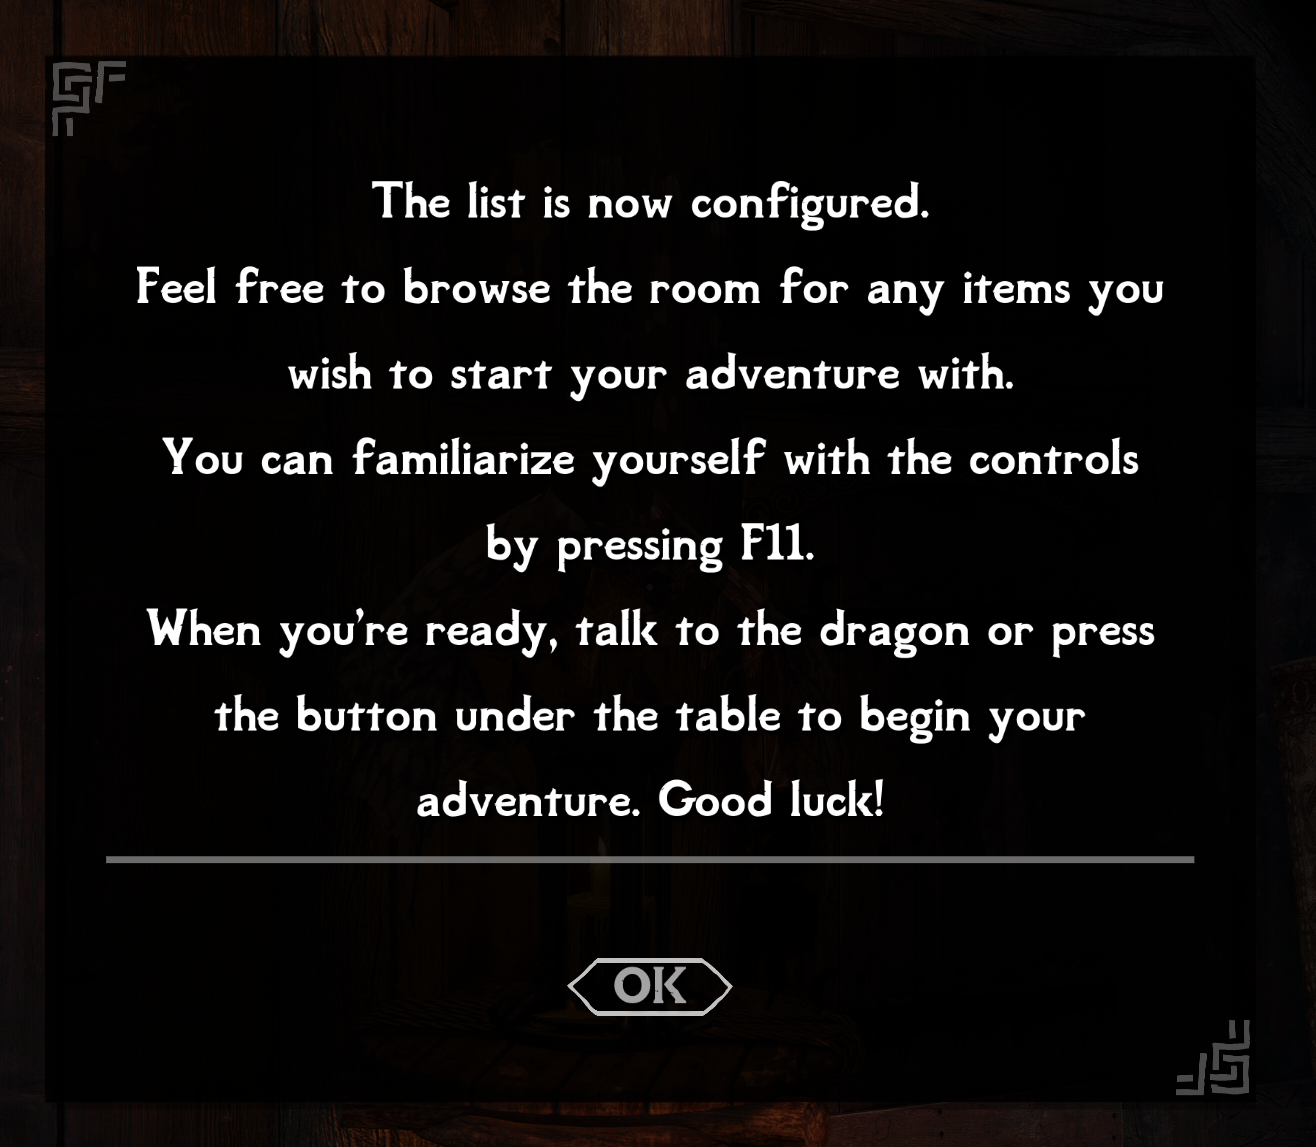 The list is now configured.
Feel free to browse the room for any items you
wish to start your adventure with.
You can familiarize yourself with the controls
by pressing F11.
When you're ready, talk to the dragon or press
the button under the table to begin your
adventure. Good luck!
OK